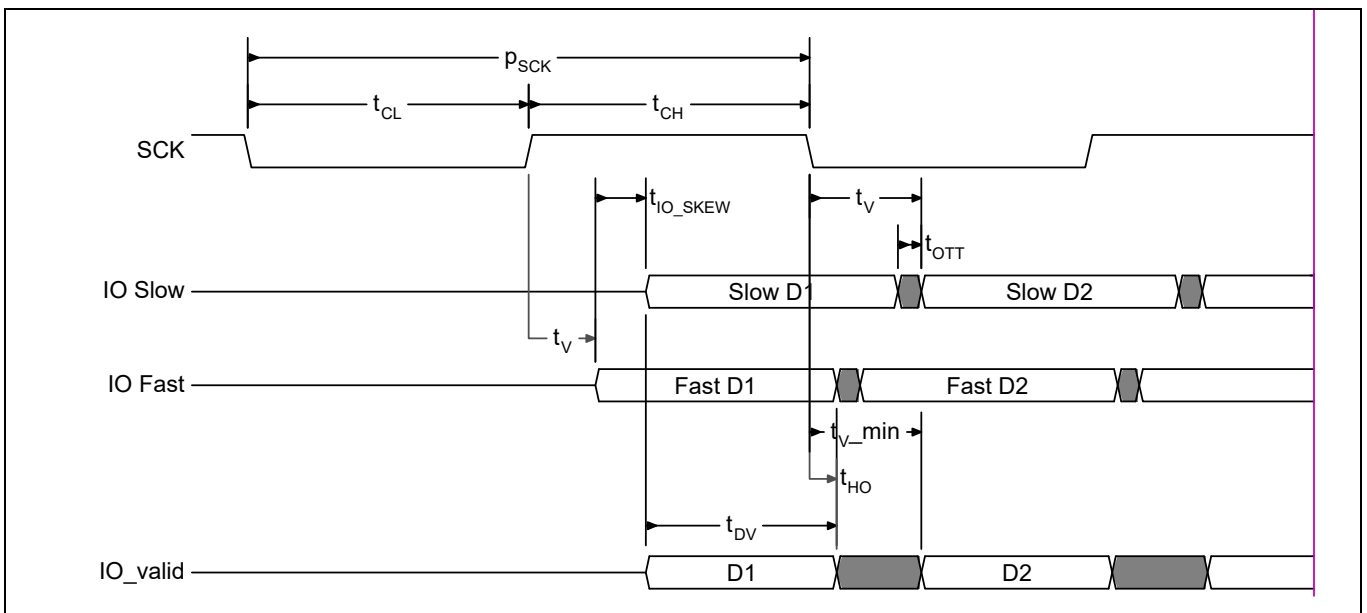 pSCK
tCL
tCH
SCK
tIO_SKEW
tV
tOTT
IO Slow
Slow D1
Slow D2
tV
IO Fast
Fast D1
Fast D2
tV_min
tHO
tDV
IO_valid
D1
D2